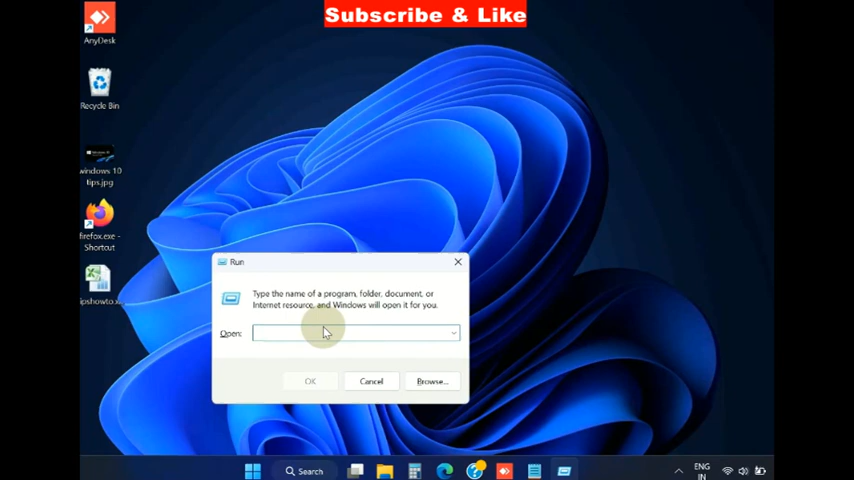 Subscribe & Like
AnyDesk
Recycle Bin
windows 10
tips.jpg
firefox.exe -
Shortcut
ipshowto.x
Run
Type the name of a program, folder, document, or
Internet resource, and Windows will open it for you.
Open:
OK
Cancel
Browse...
Search
ENG
IN